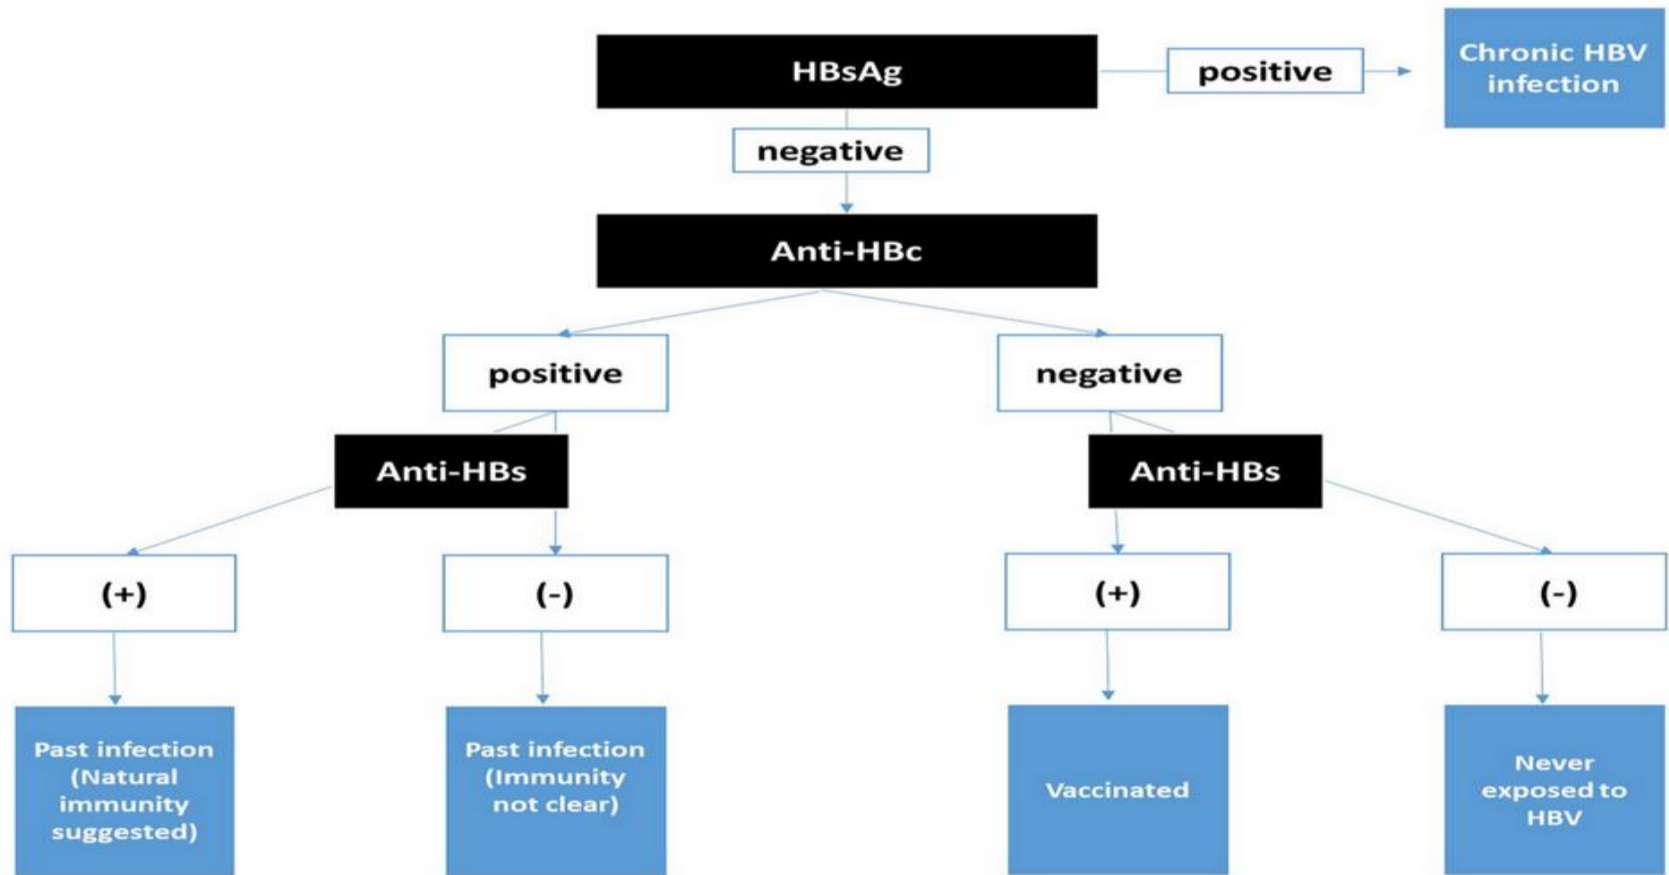 HBsAg
positive
Chronic HBV
infection
negative
Anti-HBc
positive
negative
Anti-HBs
Anti-HBs
(+)
(-)
(+)
(-)
Past infection
(Natural
immunity
suggested)
Past infection
(Immunity
not clear)
Vaccinated
Never
exposed to
HBV